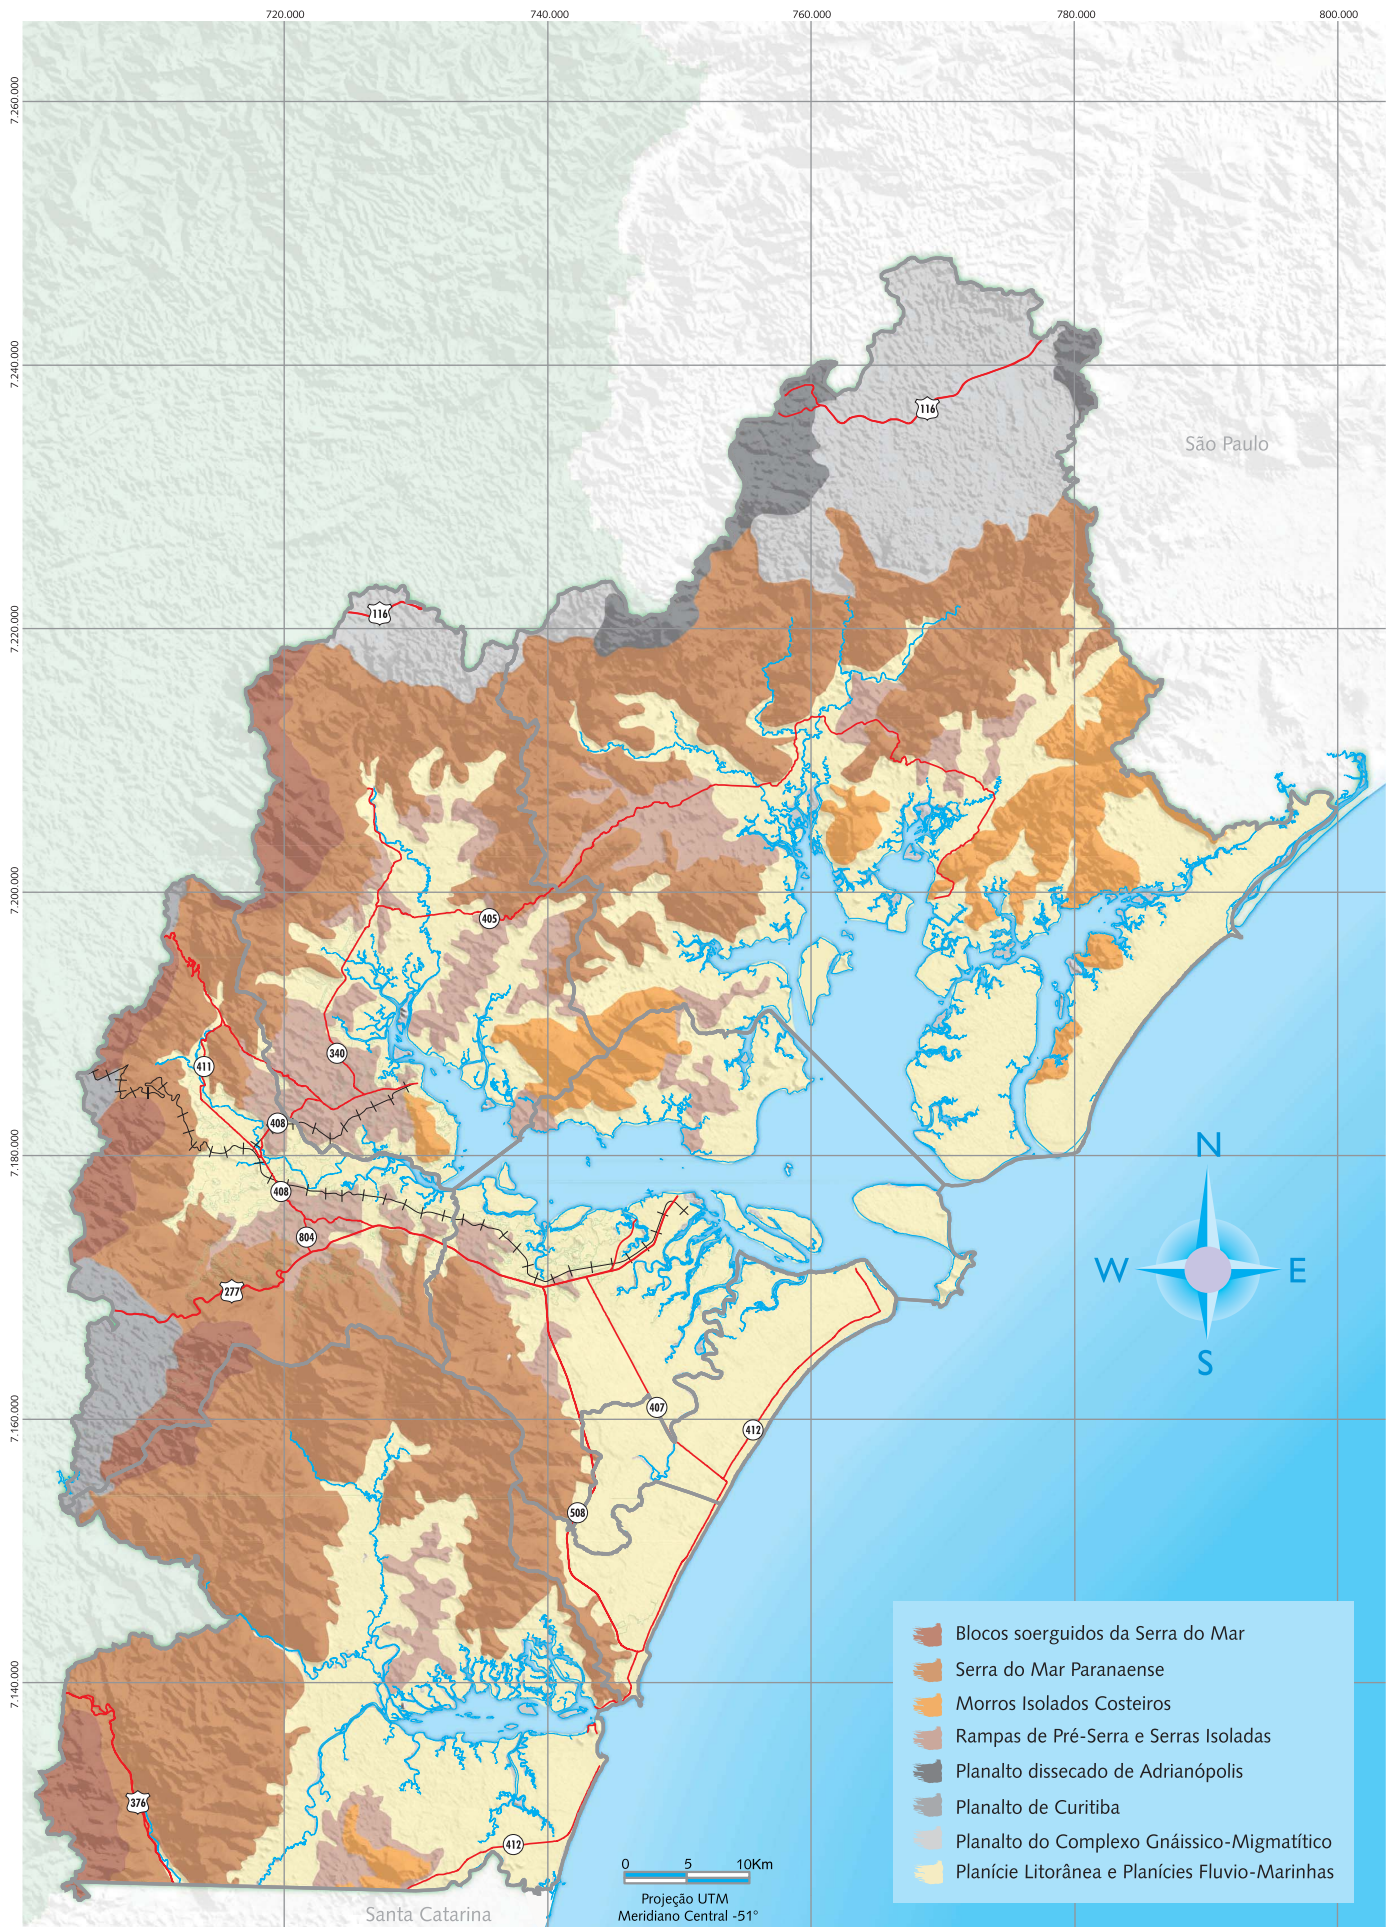 720.000 740.000 760.000 780.000 800.000
7.260.000
7.240.000
116
São Paulo
116
7.220.000
7.200.000
405
340
411
408
7.180.000
N
408
804
W E
277
S
7.160.000
407
412
508
Blocos soerguidos da Serra do Mar
Serra do Mar Paranaense
7.140.000
Morros Isolados Costeiros
Rampas de Pré-Serra e Serras Isoladas
Planalto dissecado de Adrianópolis
376
Planalto de Curitiba
Planalto do Complexo Gnáissico-Migmatítico
412
Planície Litorânea e Planícies Fluvio-Marinhas
0 5 10Km
Projeção UTM
Meridiano Central -51°
Santa Catarina